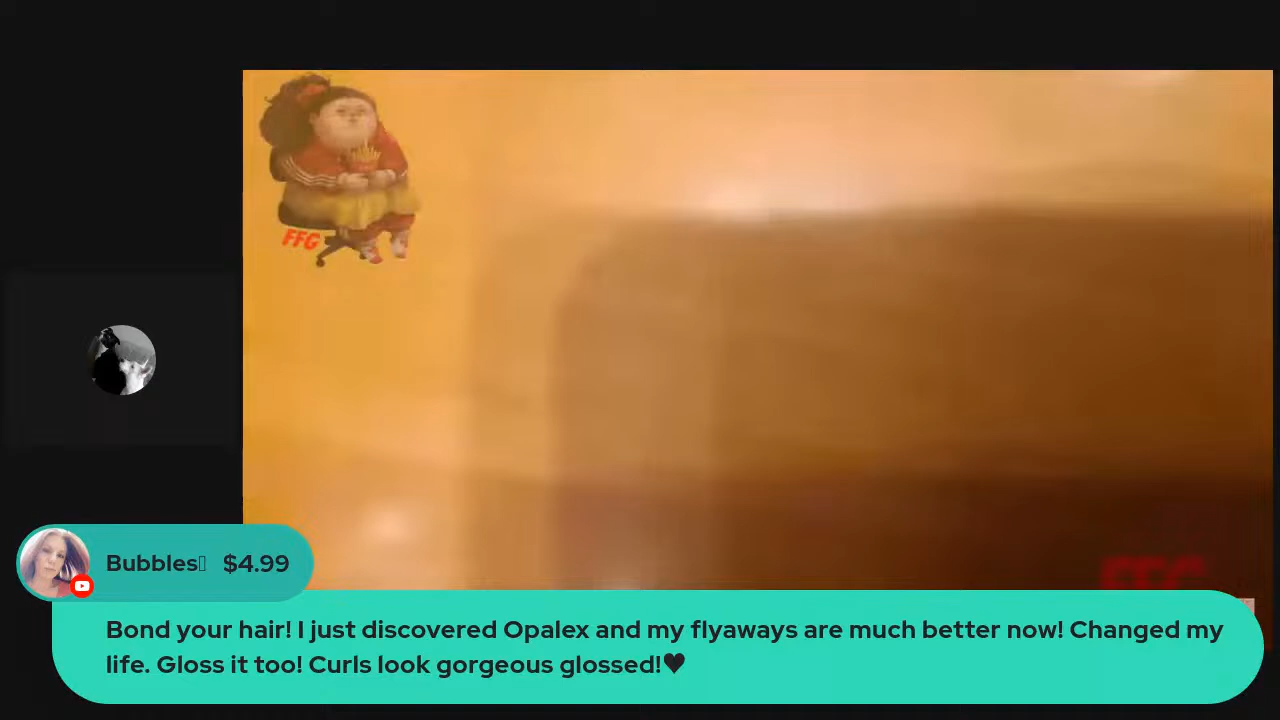 FFG
FFG
Bubbles $4.99
Bond your hair! I just discovered Opalex and my flyaways are much better now! Changed my
life. Gloss it too! Curls look gorgeous glossed!♥